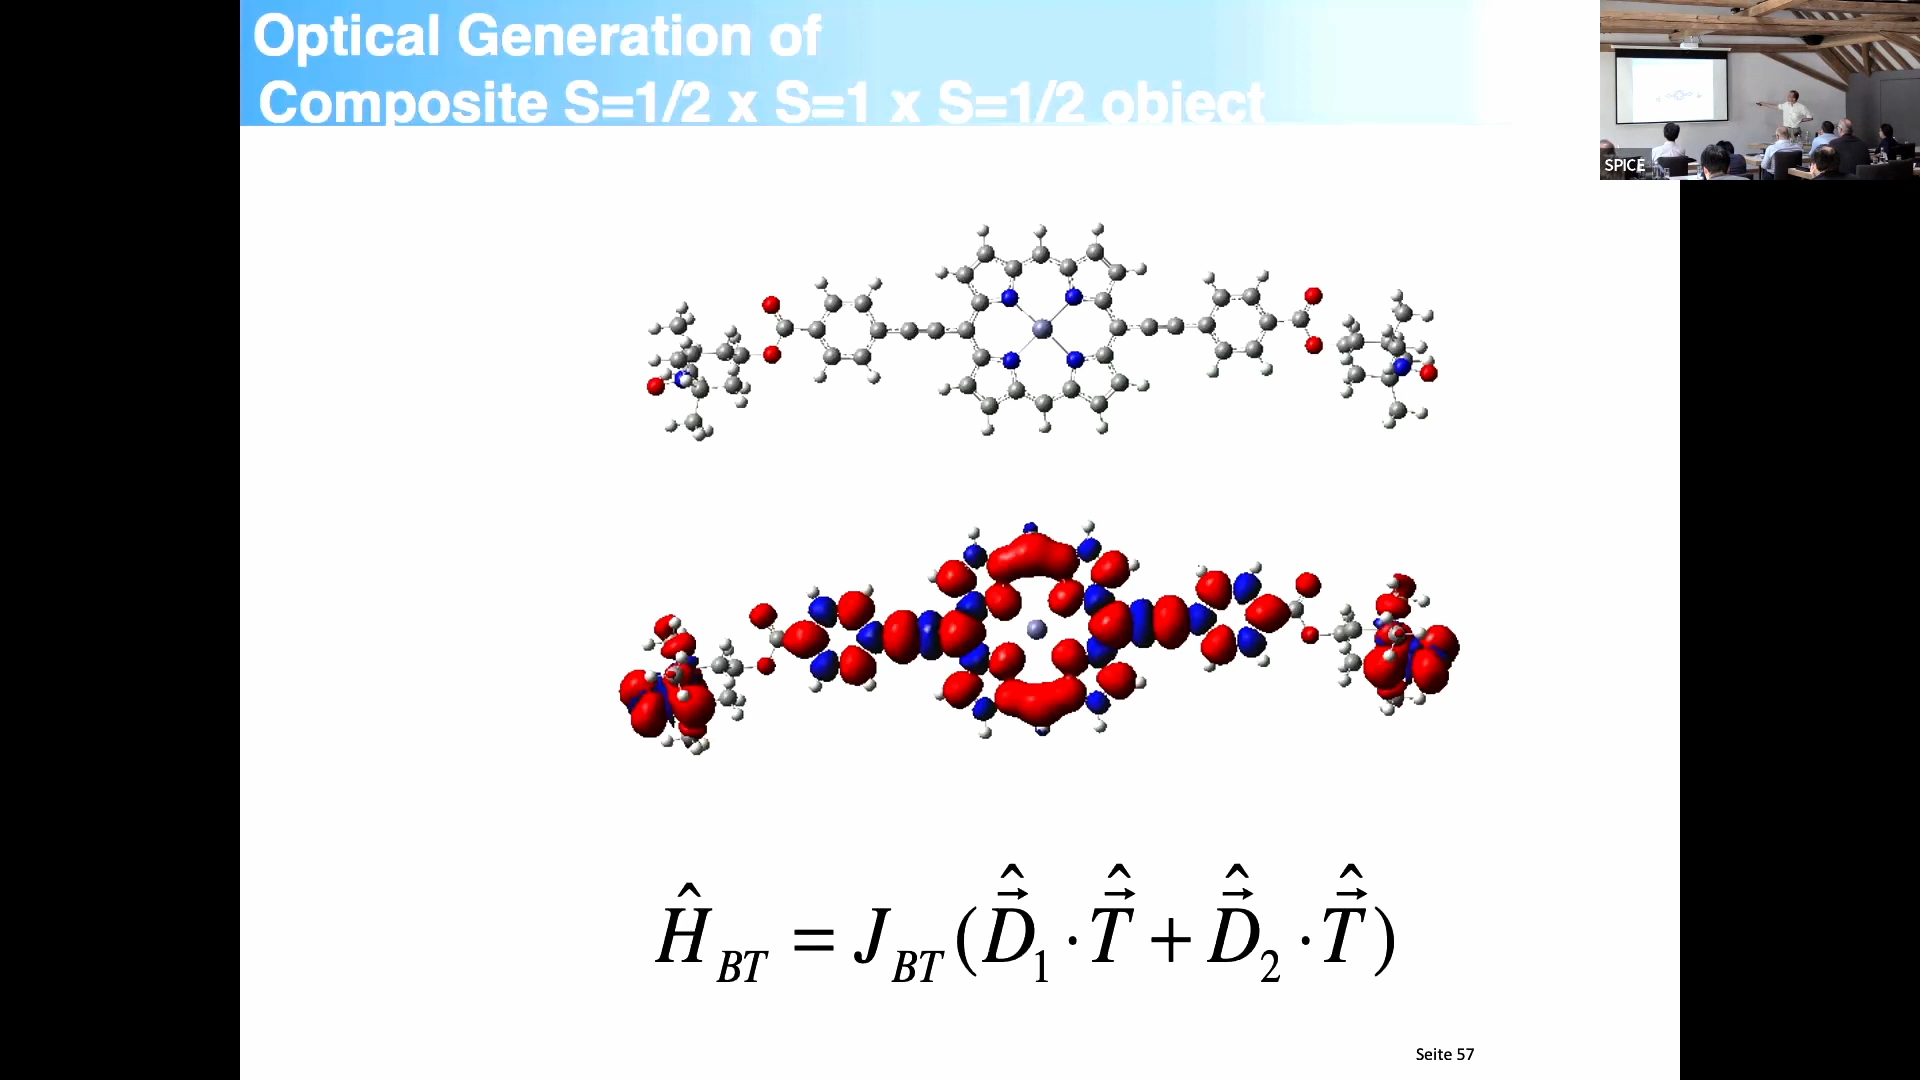 Optical Generation of
Composite S=1/2 x S=1 x S=1/2 object
SPICE
Ĥ_BT = J_BT (D̂⃗_1 · T̂⃗ + D̂⃗_2 · T̂⃗)
Seite 57